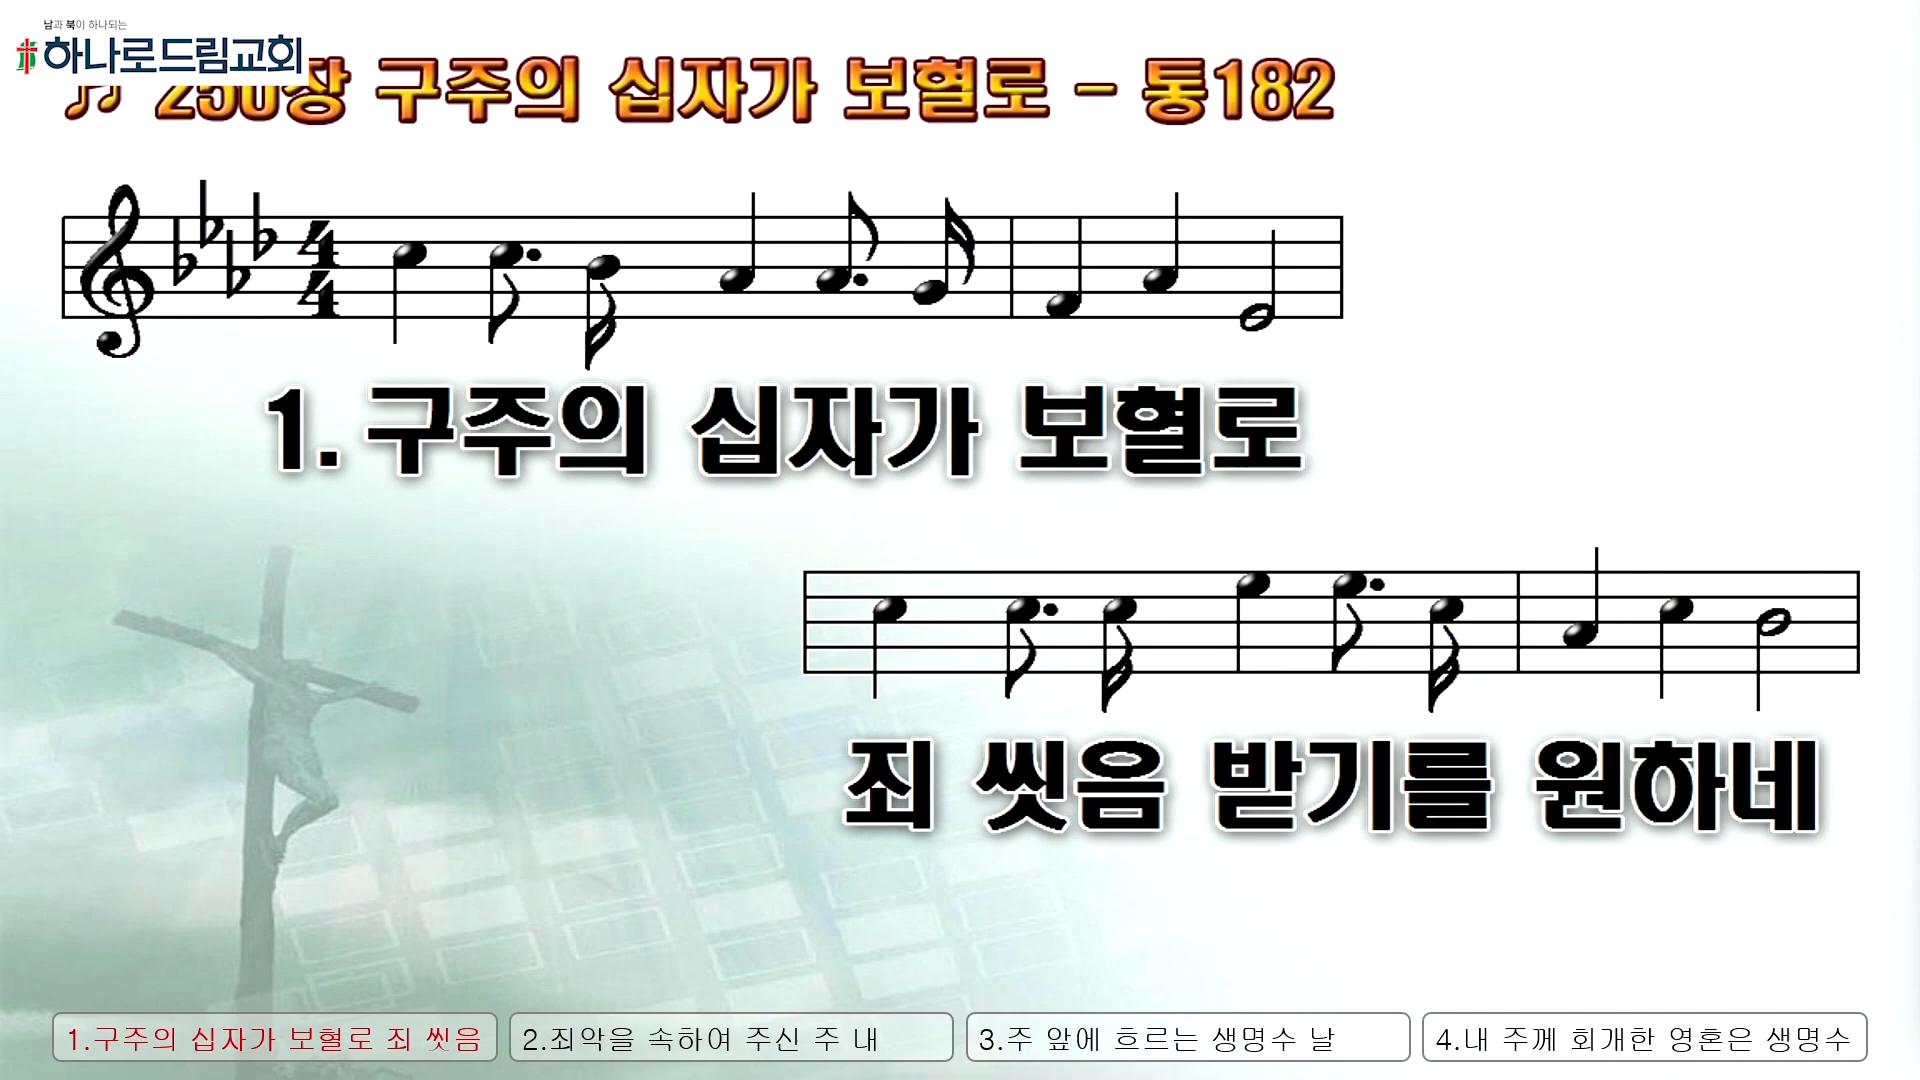 남과 북이 하나되는
하나로드림교회
250장 구주의 십자가 보혈로 - 통182
1. 구주의 십자가 보혈로
죄 씻음 받기를 원하네
1.구주의 십자가 보혈로 죄 씻음
2.죄악을 속하여 주신 주 내
3.주 앞에 흐르는 생명수 날
4.내 주께 회개한 영혼은 생명수